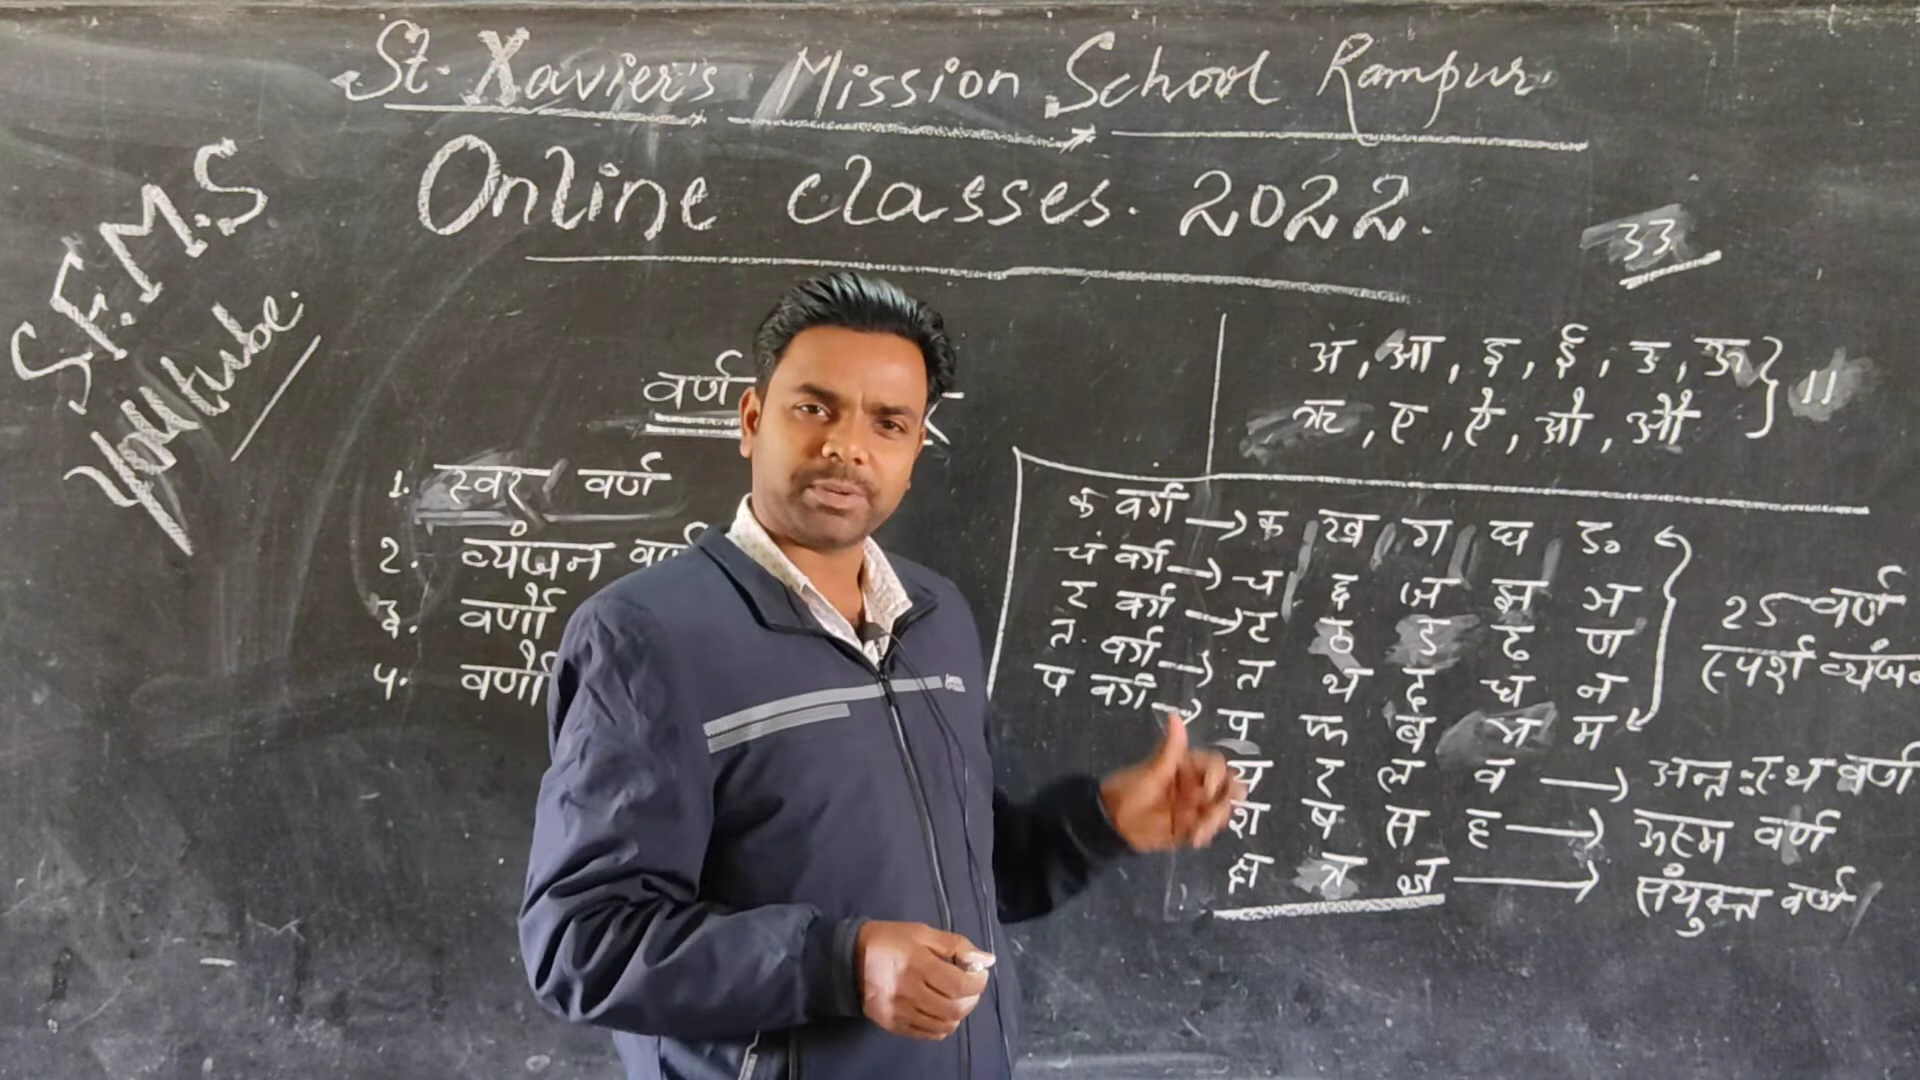 St. Xavier's Mission School Rampur.
Online classes. 2022.
S.F.M.S
Youtube.
33
वर्ण
1. स्वर वर्ण
2. व्यंजन वर्ण
3. वर्णों
4. वर्णों
अ, आ, इ, ई, उ, ऊ } 11
ऋ, ए, ऐ, ओ, औ
क वर्ग → क ख ग घ ङ
च वर्ग → च छ ज झ ञ
ट वर्ग → ट ठ ड ढ ण
त वर्ग → त थ द ध न
प वर्ग → प फ ब भ म
25 वर्ण
स्पर्श व्यंजन
य र ल व → अन्तःस्थ वर्ण
श ष स ह → ऊष्म वर्ण
क्ष त्र ज्ञ → संयुक्त वर्ण